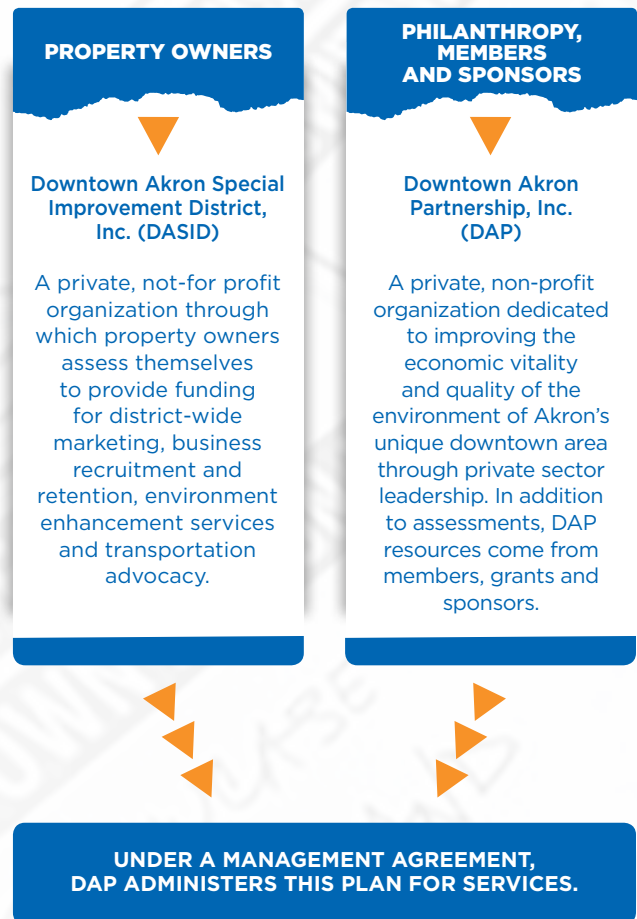 PROPERTY OWNERS
Downtown Akron Special
Improvement District,
Inc. (DASID)
A private, not-for profit
organization through
which property owners
assess themselves
to provide funding
for district-wide
marketing, business
recruitment and
retention, environment
enhancement services
and transportation
advocacy.
PHILANTHROPY,
MEMBERS
AND SPONSORS
Downtown Akron
Partnership, Inc.
(DAP)
A private, non-profit
organization dedicated
to improving the
economic vitality
and quality of the
environment of Akron’s
unique downtown area
through private sector
leadership. In addition
to assessments, DAP
resources come from
members, grants and
sponsors.
UNDER A MANAGEMENT AGREEMENT,
DAP ADMINISTERS THIS PLAN FOR SERVICES.